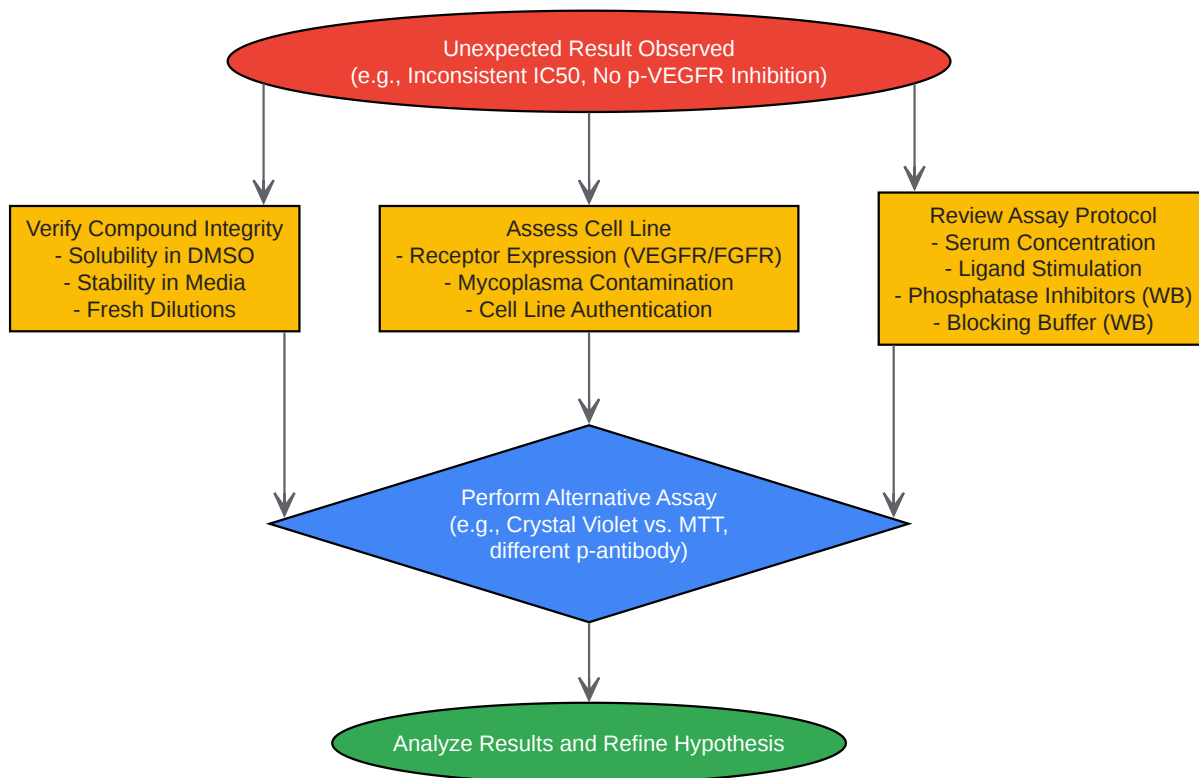 Unexpected Result Observed
(e.g., Inconsistent IC50, No p-VEGFR Inhibition)
Verify Compound Integrity
- Solubility in DMSO
- Stability in Media
- Fresh Dilutions
Assess Cell Line
- Receptor Expression (VEGFR/FGFR)
- Mycoplasma Contamination
- Cell Line Authentication
Review Assay Protocol
- Serum Concentration
- Ligand Stimulation
- Phosphatase Inhibitors (WB)
- Blocking Buffer (WB)
Perform Alternative Assay
(e.g., Crystal Violet vs. MTT,
different p-antibody)
Analyze Results and Refine Hypothesis